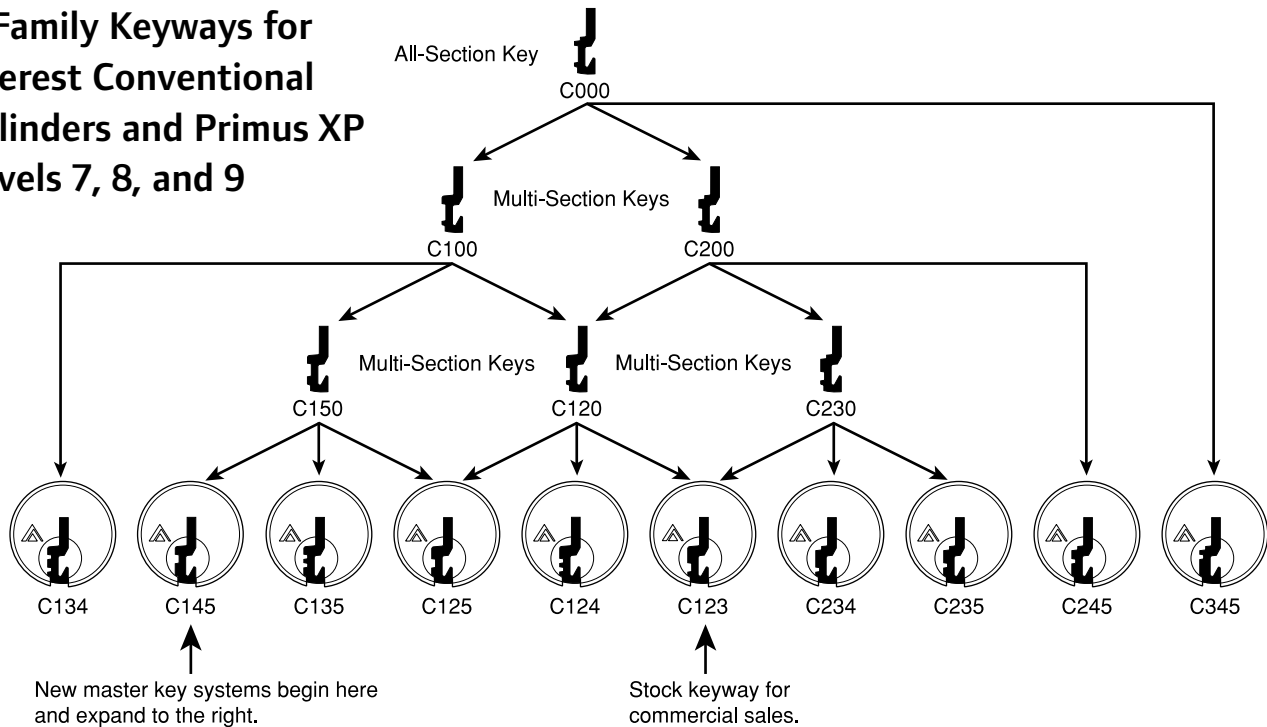 Family Keyways for
erest Conventional
linders and Primus XP
vels 7, 8, and 9
All-Section Key
C000
Multi-Section Keys
C100
C200
Multi-Section Keys
Multi-Section Keys
C150
C120
C230
C134
C145
C135
C125
C124
C123
C234
C235
C245
C345
New master key systems begin here
and expand to the right.
Stock keyway for
commercial sales.